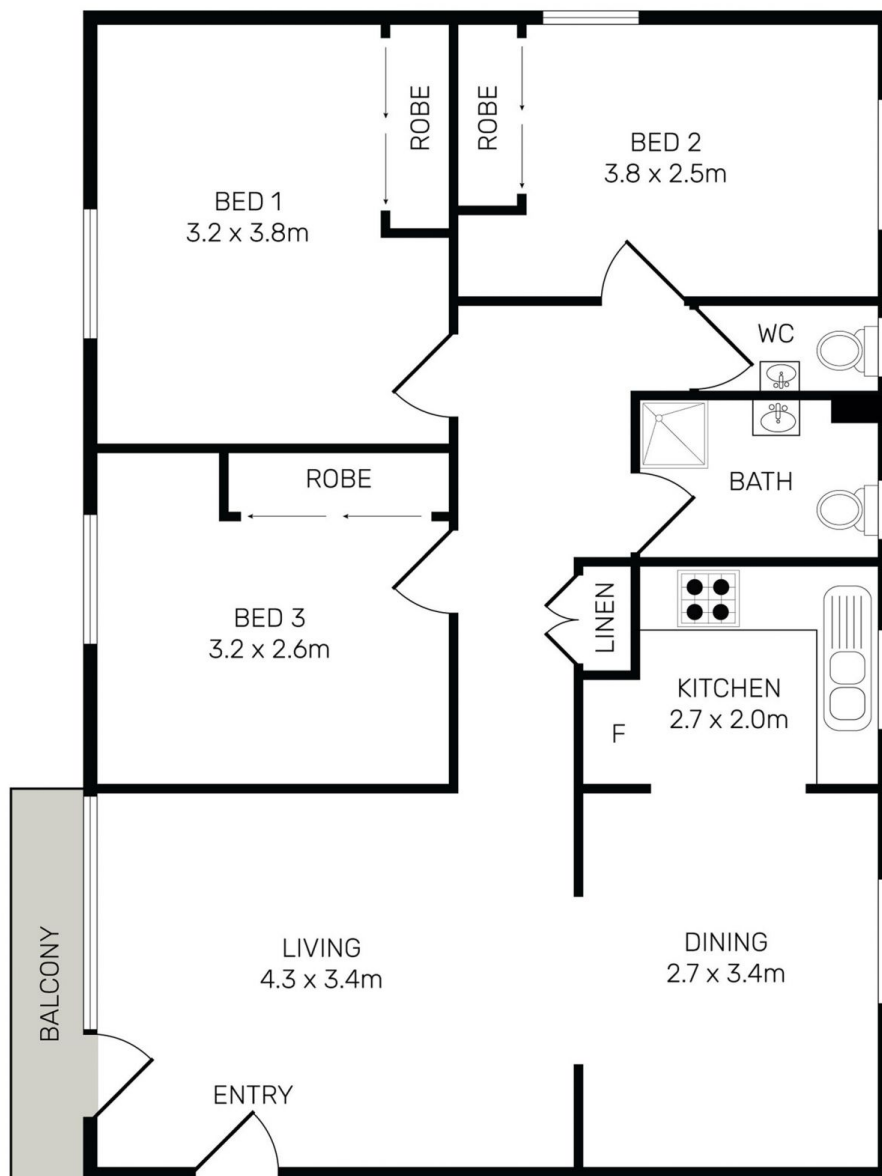 BED 1
3.2 x 3.8m
ROBE
ROBE
BED 2
3.8 x 2.5m
WC
BATH
ROBE
BED 3
3.2 x 2.6m
LINEN
KITCHEN
2.7 x 2.0m
F
BALCONY
LIVING
4.3 x 3.4m
DINING
2.7 x 3.4m
ENTRY